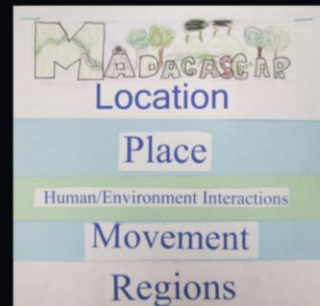 MADAGASCAR
Location
Place
Human/Environment Interactions
Movement
Regions